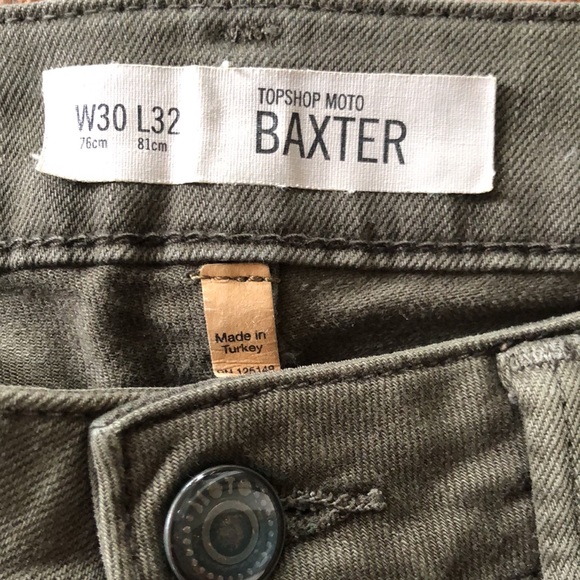 W30 L32
76cm 81cm
TOPSHOP MOTO
BAXTER
Made in
Turkey